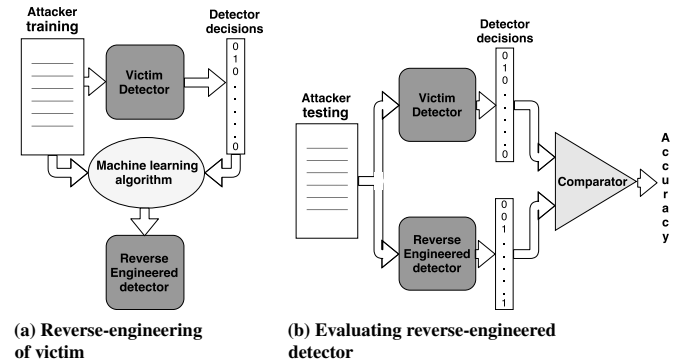 Attacker
training
Detector
decisions
0
1
0
.
.
.
.
.
0
Victim
Detector
Machine learning
algorithm
Reverse
Engineered
detector
(a) Reverse-engineering
of victim
Attacker
testing
Victim
Detector
Detector
decisions
0
1
0
.
.
.
.
.
0
Reverse
Engineered
detector
Detector
decisions
0
0
1
.
.
.
.
.
1
Comparator
A
c
c
u
r
a
c
y
(b) Evaluating reverse-engineered
detector